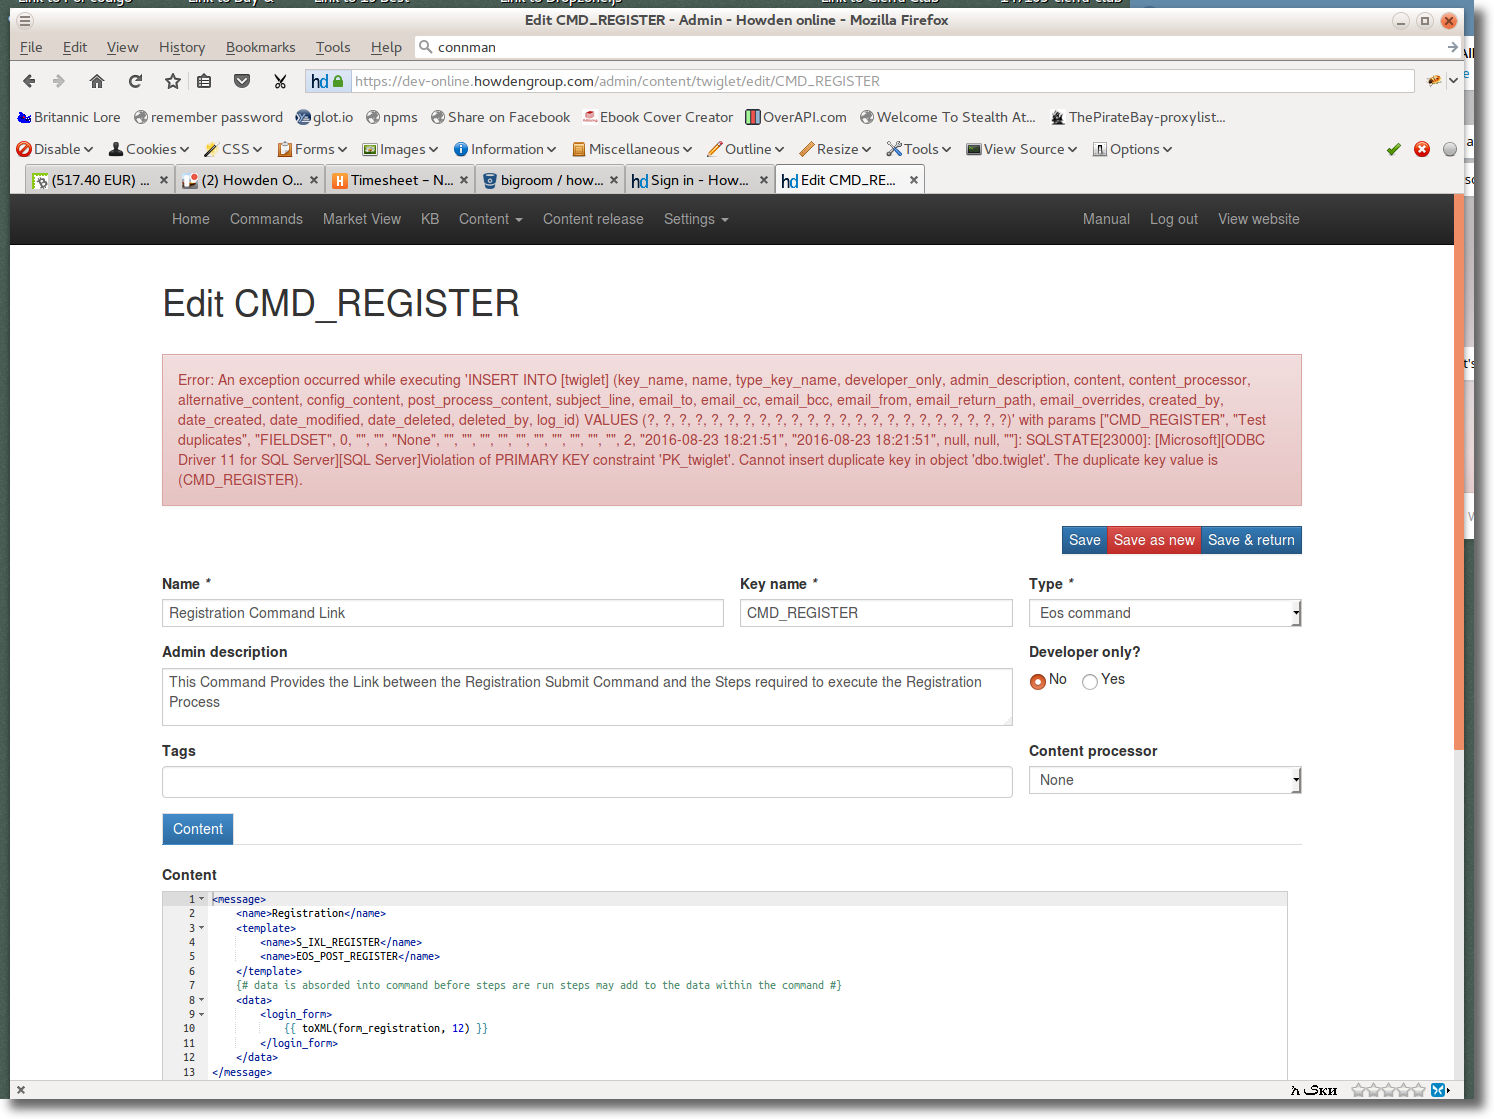 Edit CMD_REGISTER - Admin - Howden online - Mozilla Firefox
File Edit View History Bookmarks Tools Help connman
hd https://dev-online.howdengroup.com/admin/content/twiglet/edit/CMD_REGISTER
Britannic Lore remember password glot.io npms Share on Facebook Ebook Cover Creator OverAPI.com Welcome To Stealth At... ThePirateBay-proxylist...
Disable Cookies CSS Forms Images Information Miscellaneous Outline Resize Tools View Source Options
(517.40 EUR) ... (2) Howden O... Timesheet – N... bigroom / how... hd Sign in - How... hd Edit CMD_RE...
Home Commands Market View KB Content Content release Settings Manual Log out View website
Edit CMD_REGISTER
Error: An exception occurred while executing 'INSERT INTO [twiglet] (key_name, name, type_key_name, developer_only, admin_description, content, content_processor,
alternative_content, config_content, post_process_content, subject_line, email_to, email_cc, email_bcc, email_from, email_return_path, email_overrides, created_by,
date_created, date_modified, date_deleted, deleted_by, log_id) VALUES (?, ?, ?, ?, ?, ?, ?, ?, ?, ?, ?, ?, ?, ?, ?, ?, ?, ?, ?, ?, ?, ?, ?)' with params ["CMD_REGISTER", "Test
duplicates", "FIELDSET", 0, "", "", "None", "", "", "", "", "", "", "", "", "", "", 2, "2016-08-23 18:21:51", "2016-08-23 18:21:51", null, null, ""]: SQLSTATE[23000]: [Microsoft][ODBC
Driver 11 for SQL Server][SQL Server]Violation of PRIMARY KEY constraint 'PK_twiglet'. Cannot insert duplicate key in object 'dbo.twiglet'. The duplicate key value is
(CMD_REGISTER).
Save Save as new Save & return
Name * Key name * Type *
Registration Command Link CMD_REGISTER Eos command
Admin description Developer only?
This Command Provides the Link between the Registration Submit Command and the Steps required to execute the Registration
Process
No Yes
Tags Content processor
None
Content
Content
1 <message>
2 <name>Registration</name>
3 <template>
4 <name>S_IXL_REGISTER</name>
5 <name>EOS_POST_REGISTER</name>
6 </template>
7 {# data is absorded into command before steps are run steps may add to the data within the command #}
8 <data>
9 <login_form>
10 {{ toXML(form_registration, 12) }}
11 </login_form>
12 </data>
13 </message>